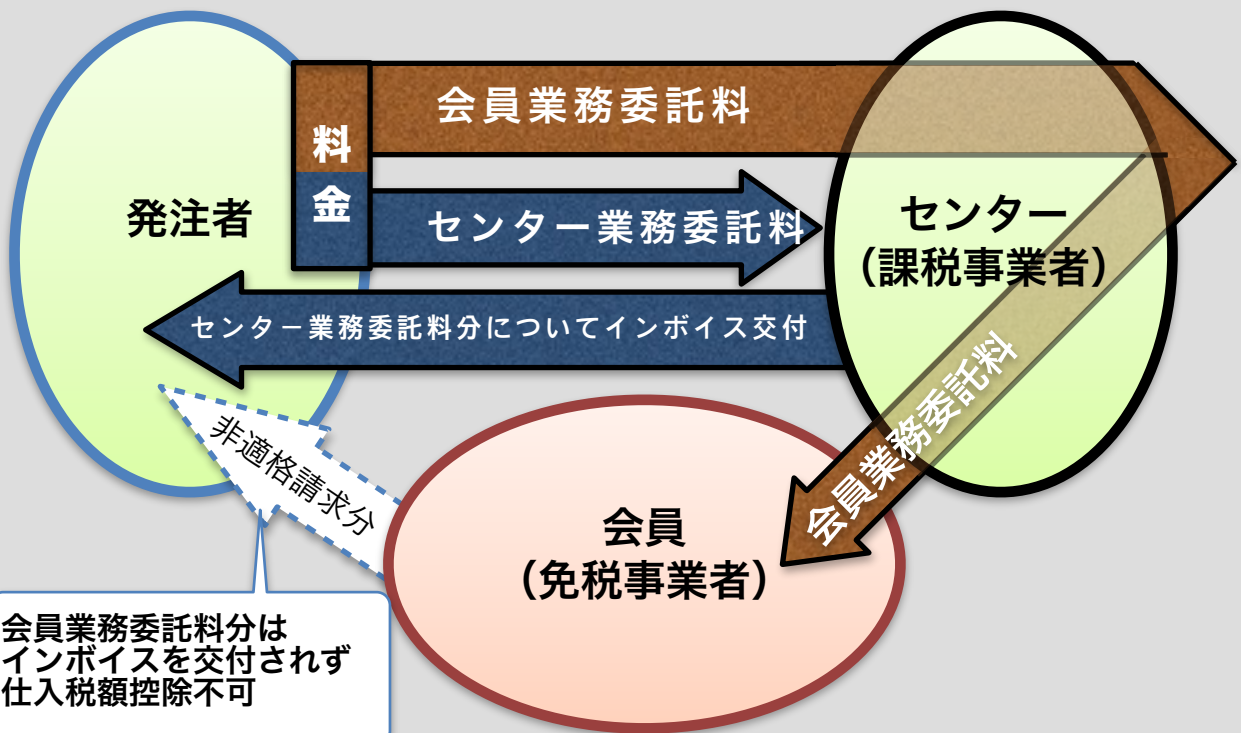 会員業務委託料
料
金
発注者
センター業務委託料
センター
（課税事業者）
センター業務委託料分についてインボイス交付
会員業務委託料
非適格請求分
会員
（免税事業者）
会員業務委託料分は
インボイスを交付されず
仕入税額控除不可